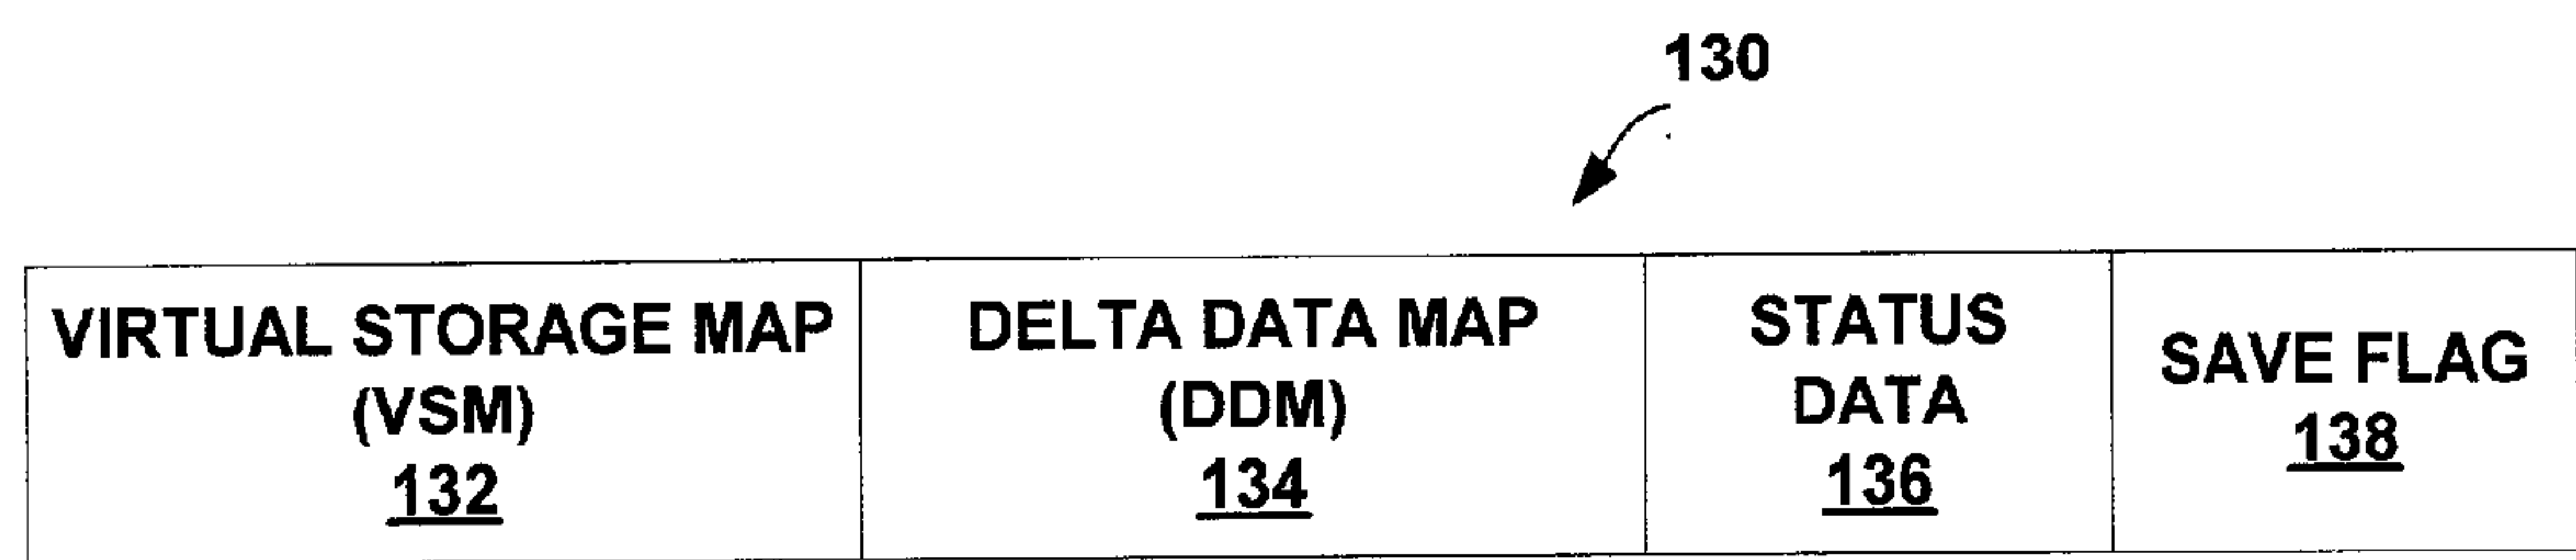 130
VIRTUAL STORAGE MAP
(VSM)
132
DELTA DATA MAP
(DDM)
134
STATUS
DATA
136
SAVE FLAG
138